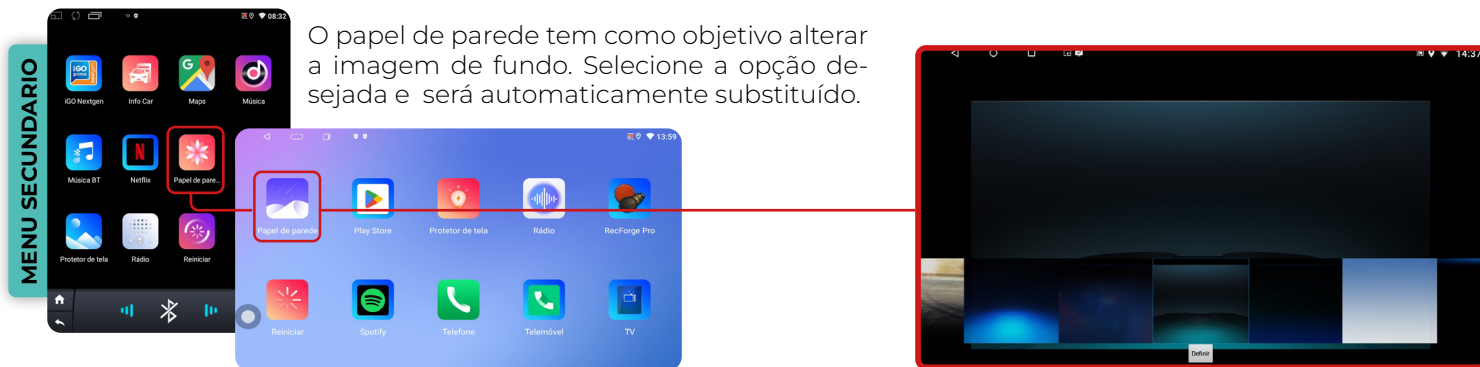 MENU SECUNDARIO
08:32
iGO
iGO Nextgen
Info Car
Maps
Música
Música BT
Netflix
Papel de pare...
Protetor de tela
Rádio
Reiniciar
O papel de parede tem como objetivo alterar
a imagem de fundo. Selecione a opção de-
sejada e será automaticamente substituído.
13:59
Papel de parede
Play Store
Protetor de tela
Rádio
RecForge Pro
Reiniciar
Spotify
Telefone
Telemóvel
TV
14:37
Definir